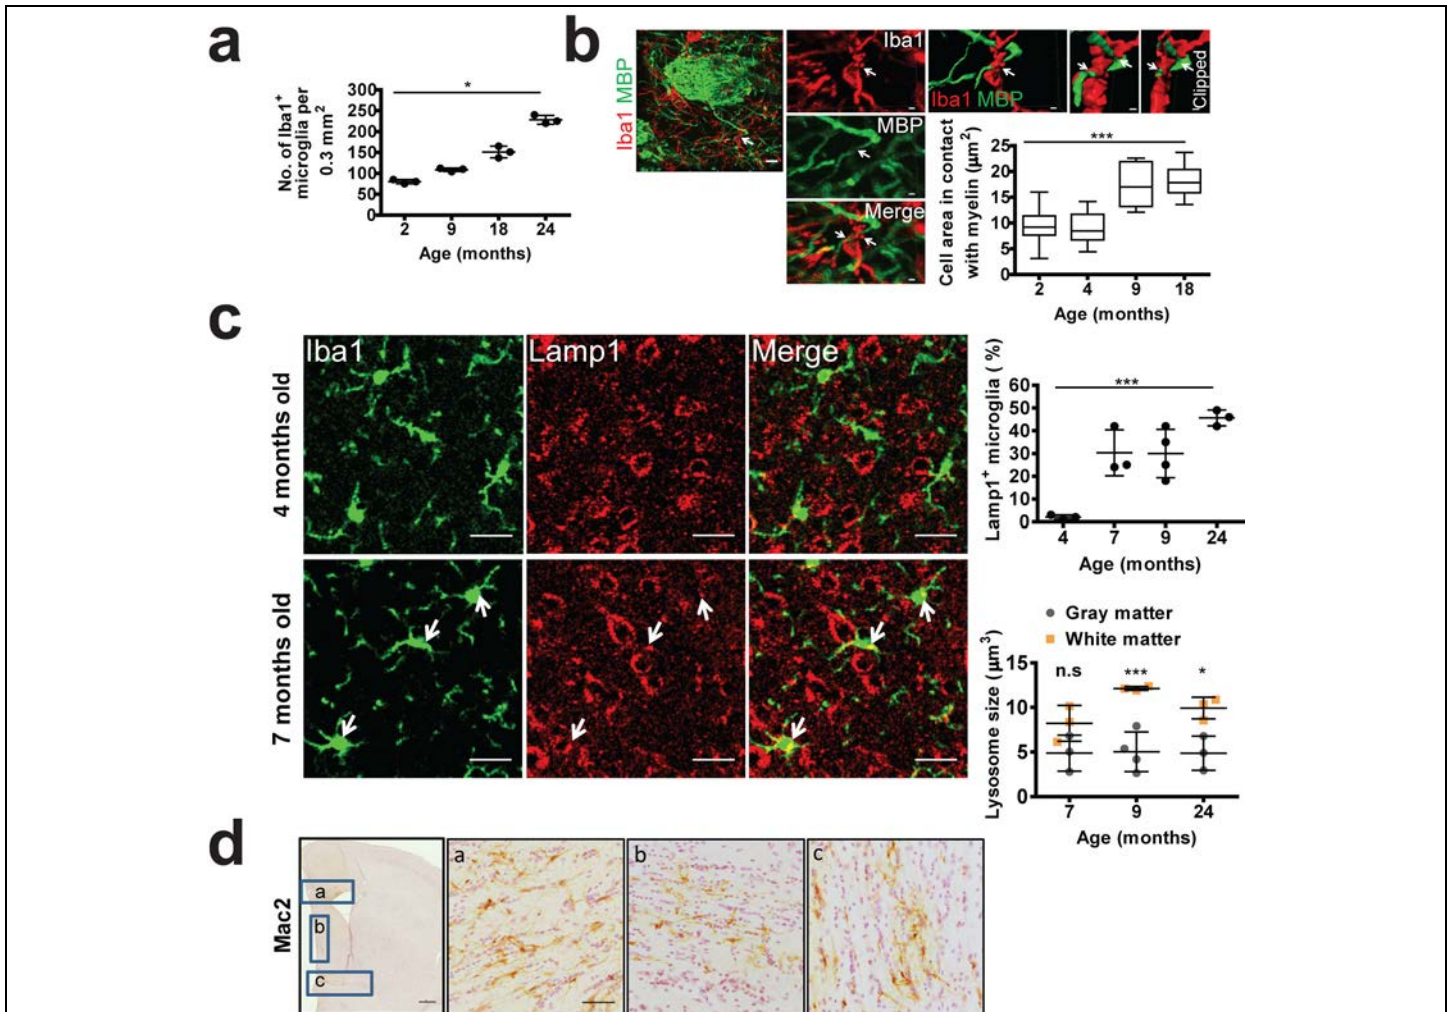 a
No. of Iba1+
microglia per
0.3 mm2
300
250
200
150
100
50
0
*
2 9 18 24
Age (months)
b
Iba1 MBP
Iba1
MBP
Merge
Iba1 MBP
Clipped
Cell area in contact
with myelin (µm2)
25
20
15
10
5
0
***
2 4 9 18
Age (months)
c
Iba1 Lamp1 Merge
4 months old
7 months old
Lamp1+ microglia (%)
60
50
40
30
20
10
0
***
4 7 9 24
Age (months)
Gray matter
White matter
Lysosome size (µm3)
15
10
5
0
n.s *** *
7 9 24
Age (months)
d
Mac2
a
b
c
a b c